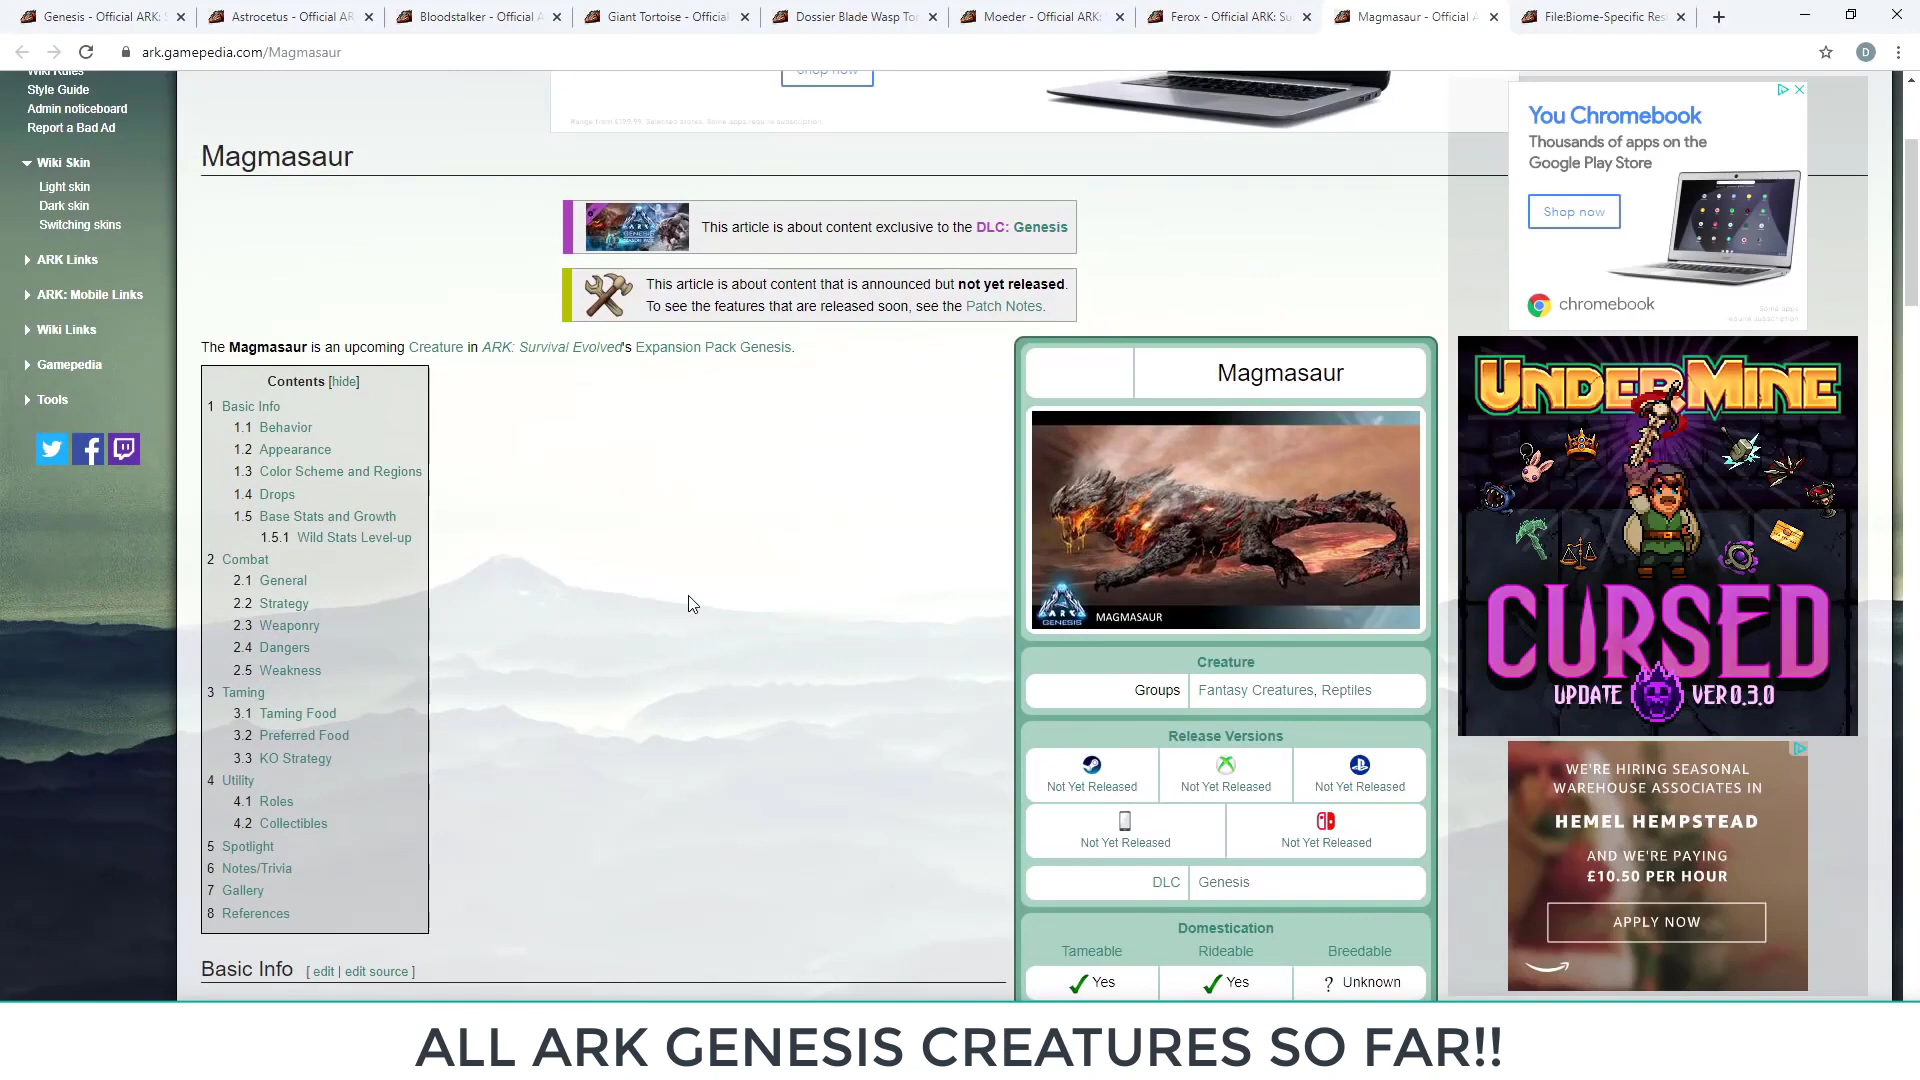 Genesis - Official ARK:
Astrocetus - Official AR
Bloodstalker - Official A
Giant Tortoise - Official
Dossier Blade Wasp Tor
Moeder - Official ARK:
Ferox - Official ARK: Su
Magmasaur - Official A
File:Biome-Specific Res
ark.gamepedia.com/Magmasaur
D
Wiki Rules
Style Guide
Admin noticeboard
Report a Bad Ad
Wiki Skin
Light skin
Dark skin
Switching skins
ARK Links
ARK: Mobile Links
Wiki Links
Gamepedia
Tools
Shop now
Magmasaur
This article is about content exclusive to the DLC: Genesis
This article is about content that is announced but not yet released.
To see the features that are released soon, see the Patch Notes.
The Magmasaur is an upcoming Creature in ARK: Survival Evolved's Expansion Pack Genesis.
Contents [hide]
1 Basic Info
1.1 Behavior
1.2 Appearance
1.3 Color Scheme and Regions
1.4 Drops
1.5 Base Stats and Growth
1.5.1 Wild Stats Level-up
2 Combat
2.1 General
2.2 Strategy
2.3 Weaponry
2.4 Dangers
2.5 Weakness
3 Taming
3.1 Taming Food
3.2 Preferred Food
3.3 KO Strategy
4 Utility
4.1 Roles
4.2 Collectibles
5 Spotlight
6 Notes/Trivia
7 Gallery
8 References
Basic Info [ edit | edit source ]
Magmasaur
ARK
GENESIS
MAGMASAUR
Creature
Groups Fantasy Creatures, Reptiles
Release Versions
Not Yet Released Not Yet Released Not Yet Released
Not Yet Released Not Yet Released
DLC Genesis
Domestication
Tameable Rideable Breedable
Yes Yes ? Unknown
You Chromebook
Thousands of apps on the
Google Play Store
Shop now
chromebook
UNDERMINE
CURSED
UPDATE VER 0.3.0
WE'RE HIRING SEASONAL
WAREHOUSE ASSOCIATES IN
HEMEL HEMPSTEAD
AND WE'RE PAYING
£10.50 PER HOUR
APPLY NOW
ALL ARK GENESIS CREATURES SO FAR!!